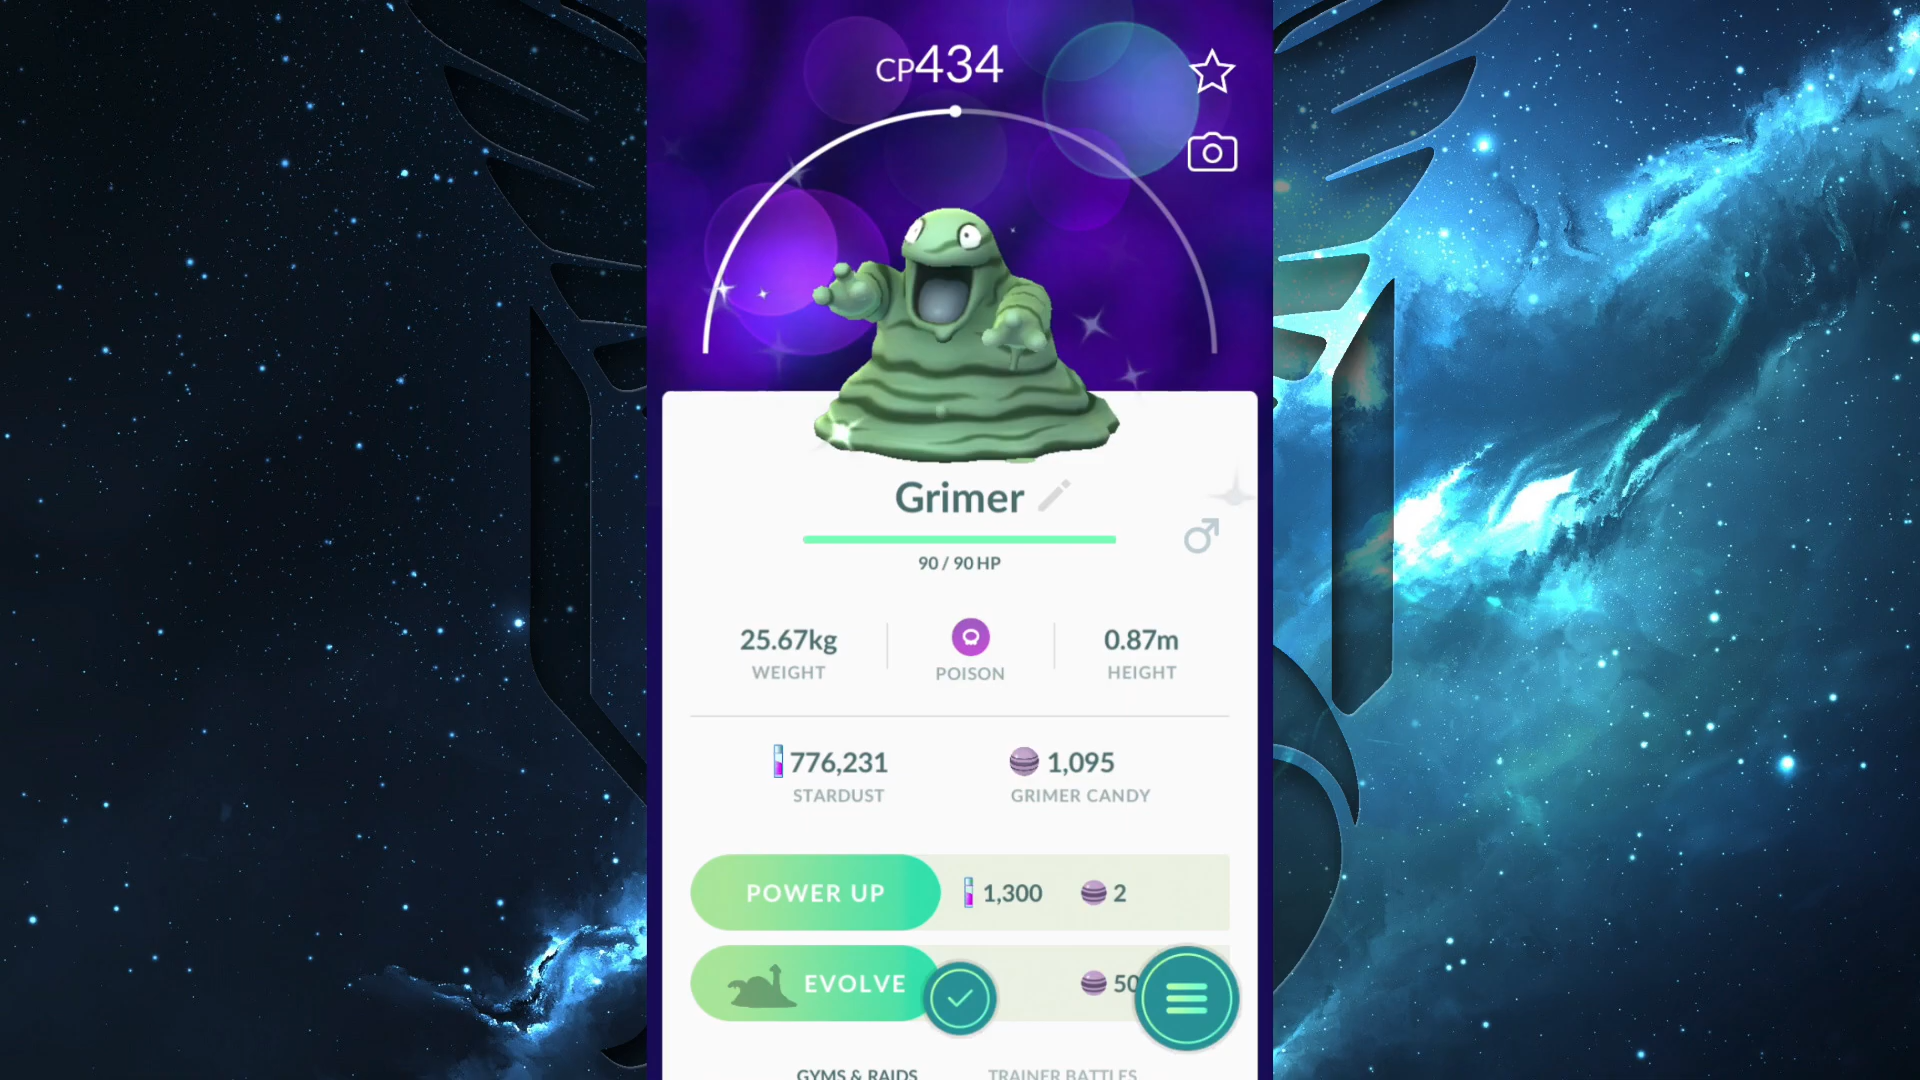 CP434
Grimer
90 / 90 HP
25.67kg
WEIGHT
POISON
0.87m
HEIGHT
776,231
STARDUST
1,095
GRIMER CANDY
POWER UP
1,300
2
EVOLVE
50
GYMS & RAIDS
TRAINER BATTLES